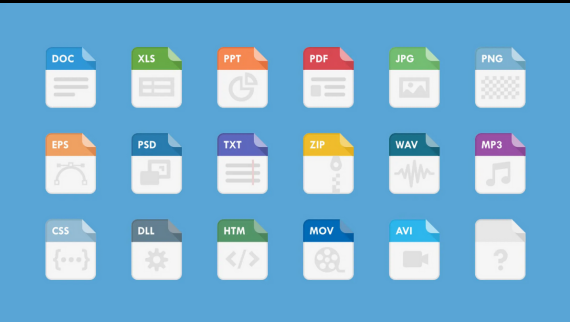 DOC XLS PPT PDF JPG PNG
EPS PSD TXT ZIP WAV MP3
CSS DLL HTM MOV AVI
{...} </> ?